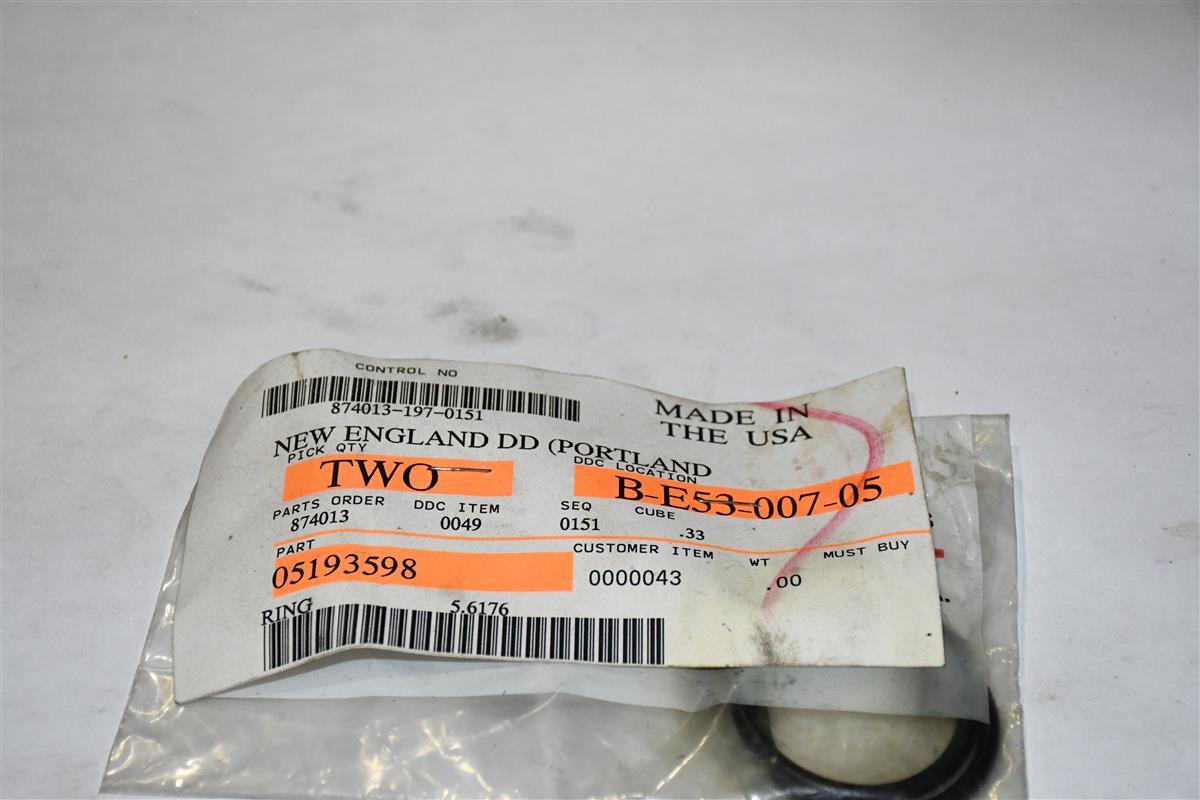 CONTROL NO
874013-197-0151
MADE IN
THE USA
NEW ENGLAND DD (PORTLAND
PICK QTY DDC LOCATION
TWO B-E53-007-05
PARTS ORDER DDC ITEM SEQ CUBE
874013 0049 0151 .33
PART CUSTOMER ITEM WT MUST BUY
05193598 0000043 .00
RING 5.6176